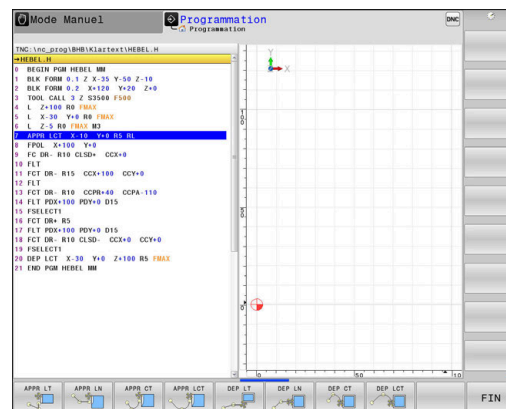 Mode Manuel
Programmation
Programmation
DNC
TNC:\nc_prog\BHB\Klartext\HEBEL.H
→HEBEL.H
0 BEGIN PGM HEBEL MM
1 BLK FORM 0.1 Z X-35 Y-50 Z-10
2 BLK FORM 0.2 X+120 Y+20 Z+0
3 TOOL CALL 3 Z S3500 F500
4 L Z+100 R0 FMAX
5 L X-30 Y+0 R0 FMAX
6 L Z-5 R0 FMAX M3
7 APPR LCT X-10 Y+0 R5 RL
8 FPOL X+100 Y+0
9 FC DR- R10 CLSD+ CCX+0
10 FLT
11 FCT DR- R15 CCX+100 CCY+0
12 FLT
13 FCT DR- R10 CCPR+40 CCPA-110
14 FLT PDX+100 PDY+0 D15
15 FSELECT1
16 FCT DR+ R5
17 FLT PDX+100 PDY+0 D15
18 FCT DR- R10 CLSD- CCX+0 CCY+0
19 FSELECT1
20 DEP LCT X-30 Y+0 Z+100 R5 FMAX
21 END PGM HEBEL MM
Y
X
100
50
0
0
50
10
APPR LT
APPR LN
APPR CT
APPR LCT
DEP LT
DEP LN
DEP CT
DEP LCT
FIN